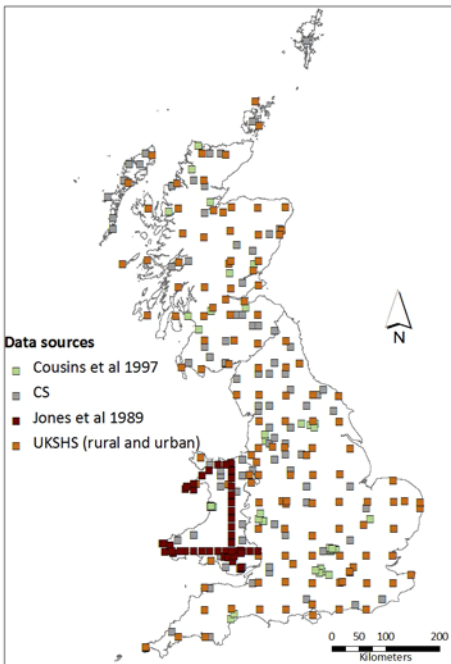 N
Data sources
Cousins et al 1997
CS
Jones et al 1989
UKSHS (rural and urban)
0 50 100 200
Kilometers